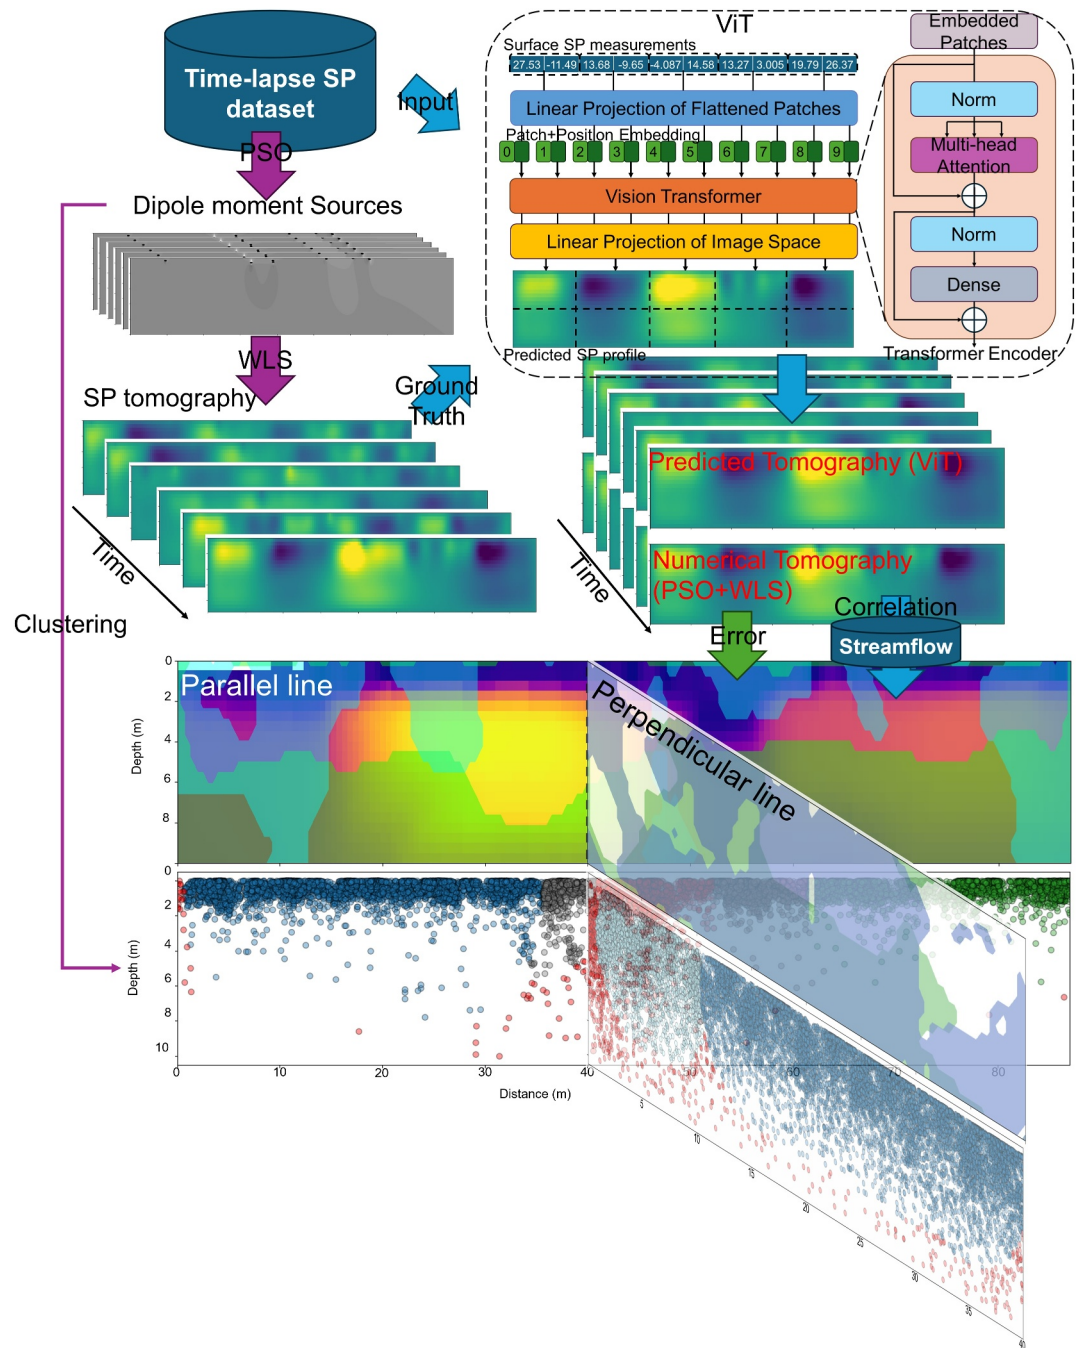 Time-lapse SP
dataset
Input
PSO
Dipole moment Sources
WLS
SP tomography
Ground
Truth
Time
Clustering
ViT
Surface SP measurements
27.53 -11.49 13.68 -9.65 -4.087 14.58 13.27 3.005 19.79 26.37
Linear Projection of Flattened Patches
Patch+Position Embedding
0 1 2 3 4 5 6 7 8 9
Vision Transformer
Linear Projection of Image Space
Predicted SP profile
Embedded
Patches
Norm
Multi-head
Attention
Norm
Dense
Transformer Encoder
Predicted Tomography (ViT)
Numerical Tomography
(PSO+WLS)
Time
Error
Correlation
Streamflow
Parallel line
Perpendicular line
Depth (m)
0
2
4
6
8
Depth (m)
0
2
4
6
8
10
0 10 20 30 40 50 60 70 80
Distance (m)
5
10
15
20
25
30
35
40